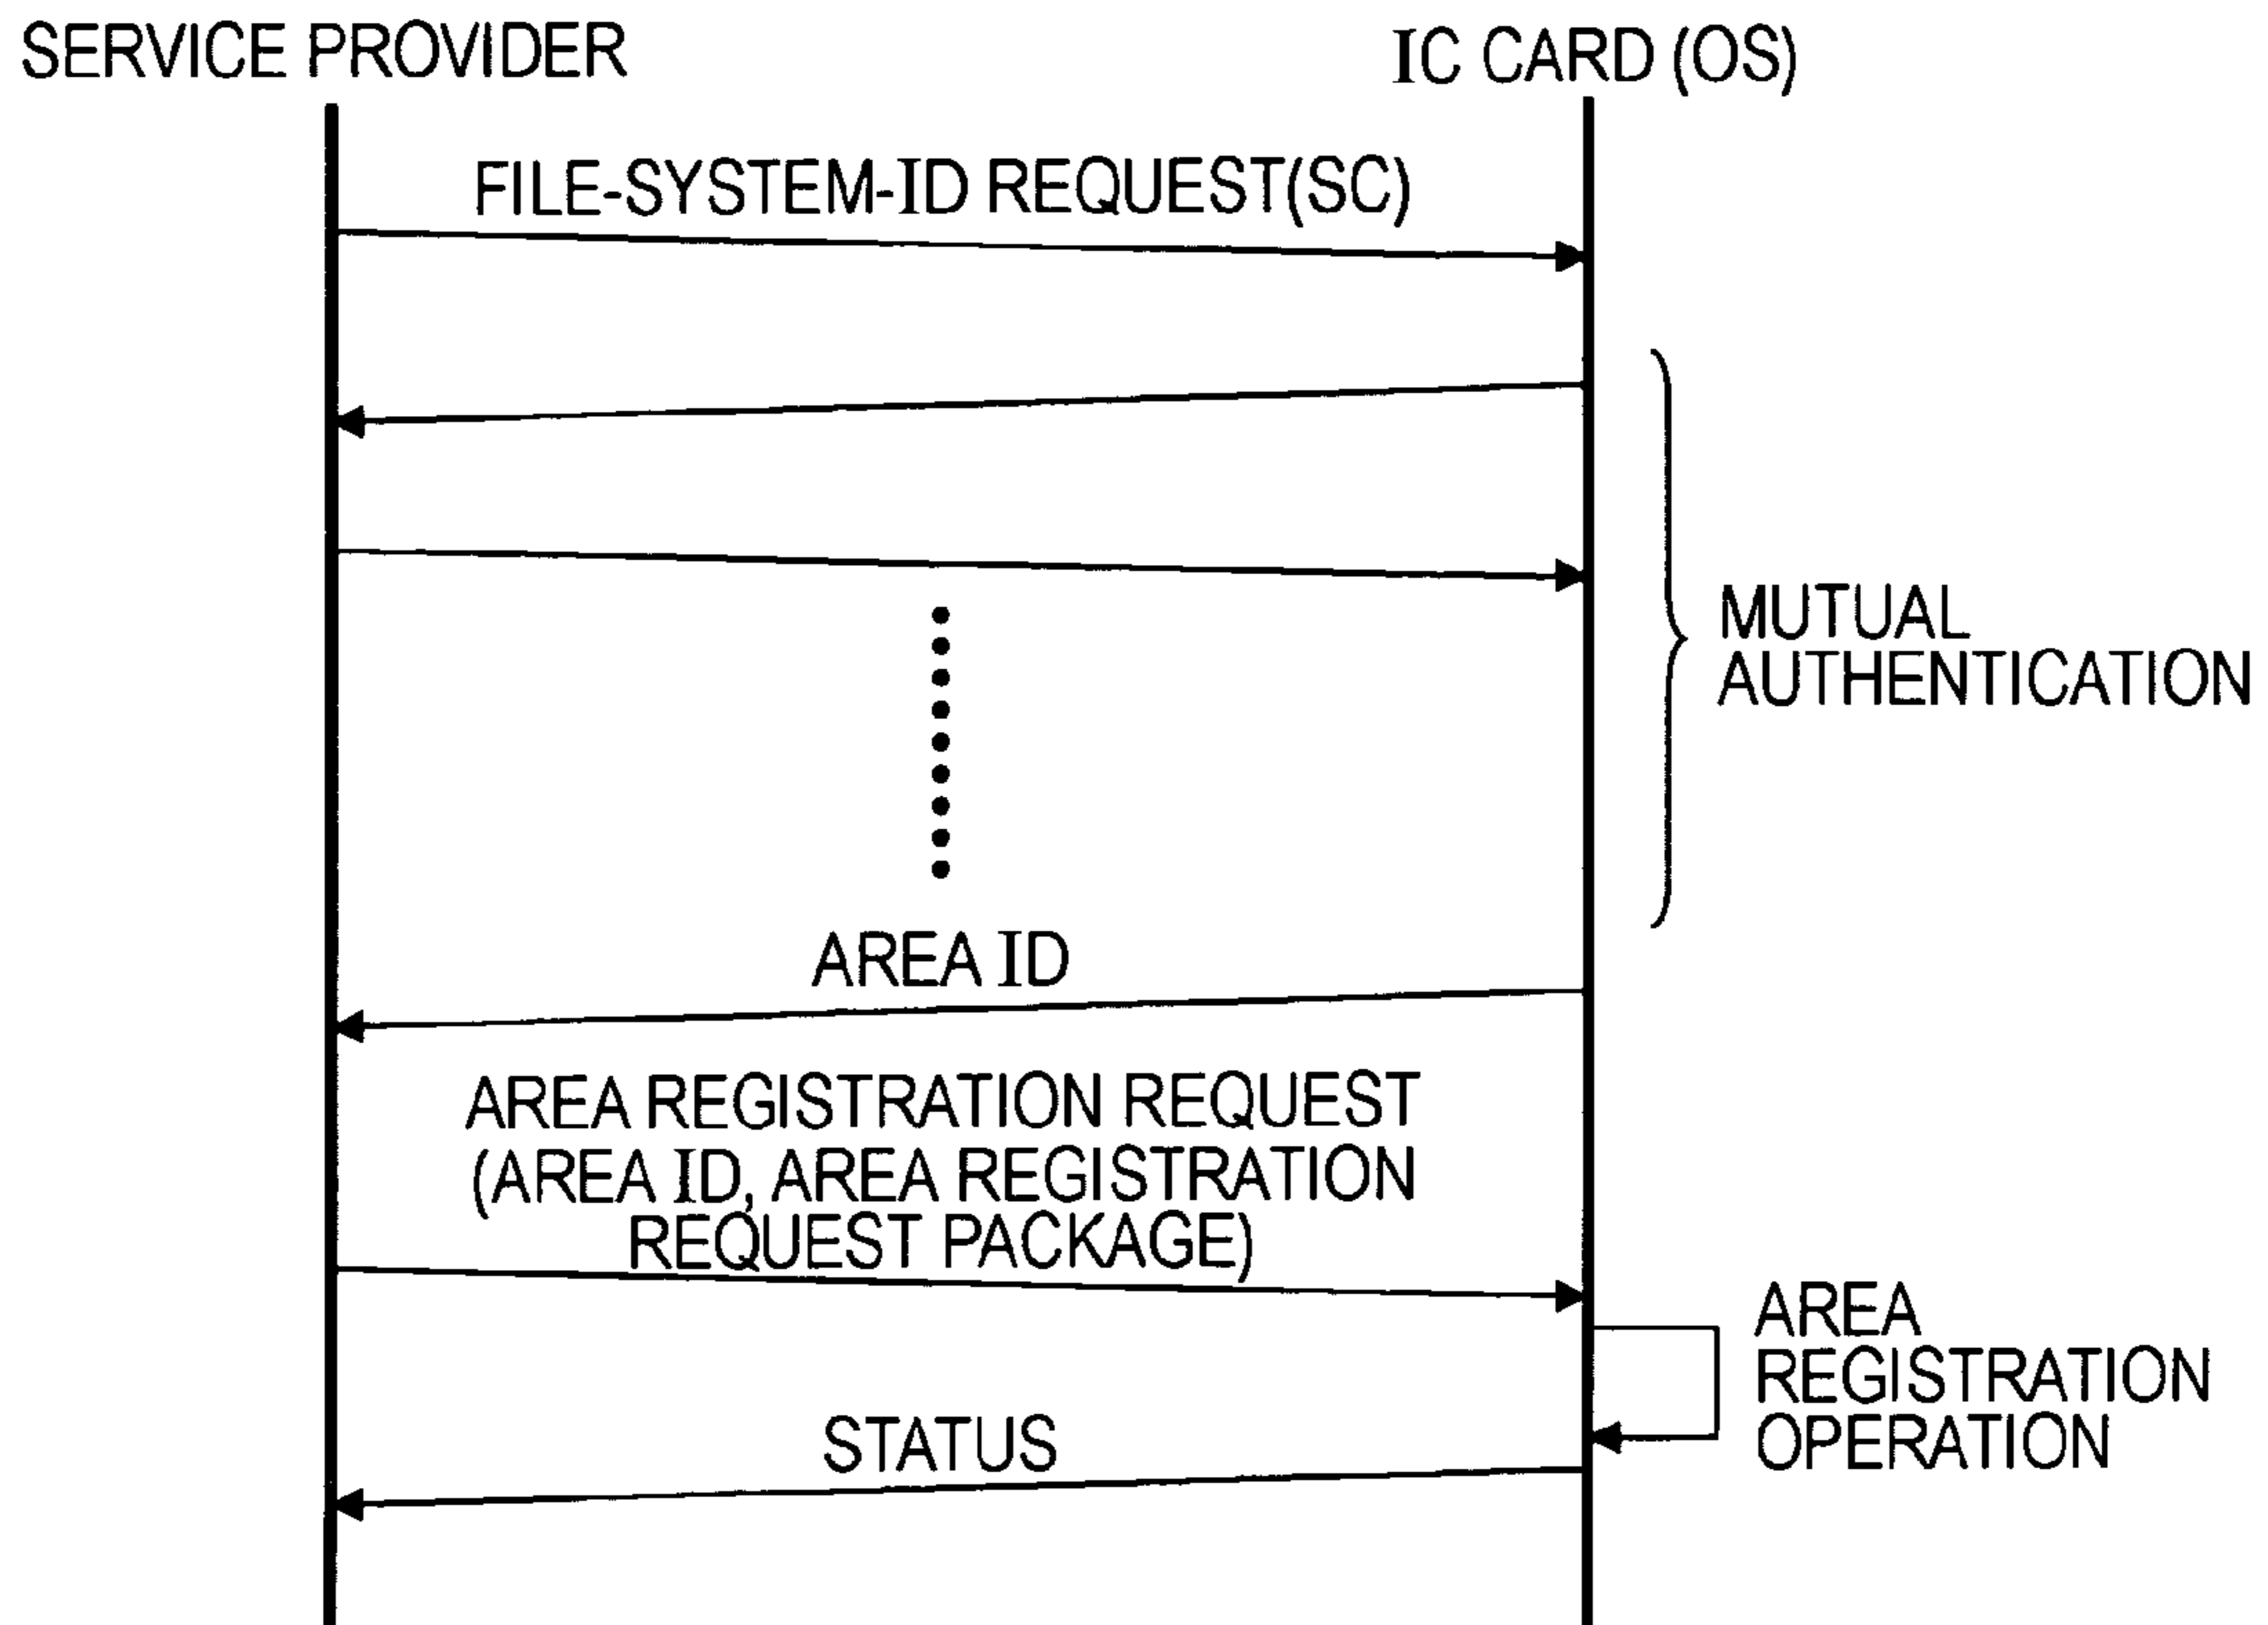 SERVICE PROVIDER
IC CARD (OS)
FILE-SYSTEM-ID REQUEST(SC)
MUTUAL
AUTHENTICATION
AREA ID
AREA REGISTRATION REQUEST
(AREA ID, AREA REGISTRATION
REQUEST PACKAGE)
AREA
REGISTRATION
OPERATION
STATUS